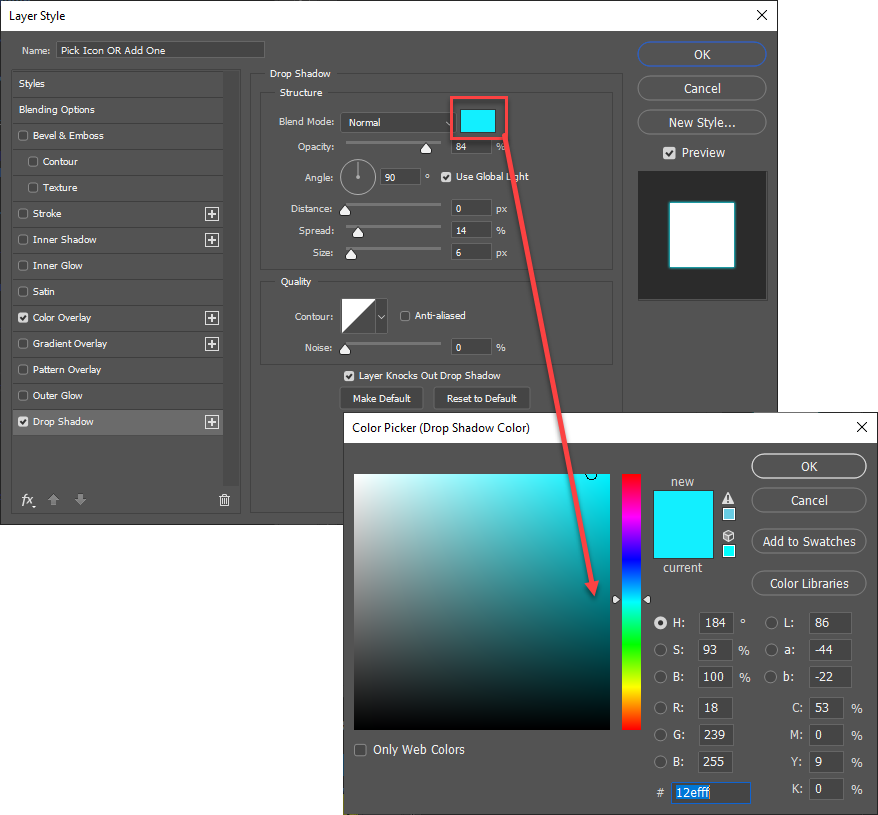 Layer Style
Name: Pick Icon OR Add One
Styles
Blending Options
Bevel & Emboss
Contour
Texture
Stroke
Inner Shadow
Inner Glow
Satin
Color Overlay
Gradient Overlay
Pattern Overlay
Outer Glow
Drop Shadow
fx
Drop Shadow
Structure
Blend Mode: Normal
Opacity: 84 %
Angle: 90 ° Use Global Light
Distance: 0 px
Spread: 14 %
Size: 6 px
Quality
Contour: Anti-aliased
Noise: 0 %
Layer Knocks Out Drop Shadow
Make Default Reset to Default
OK
Cancel
New Style...
Preview
Color Picker (Drop Shadow Color)
new
current
OK
Cancel
Add to Swatches
Color Libraries
H: 184 ° L: 86
S: 93 % a: -44
B: 100 % b: -22
R: 18 C: 53 %
G: 239 M: 0 %
B: 255 Y: 9 %
# 12efff K: 0 %
Only Web Colors